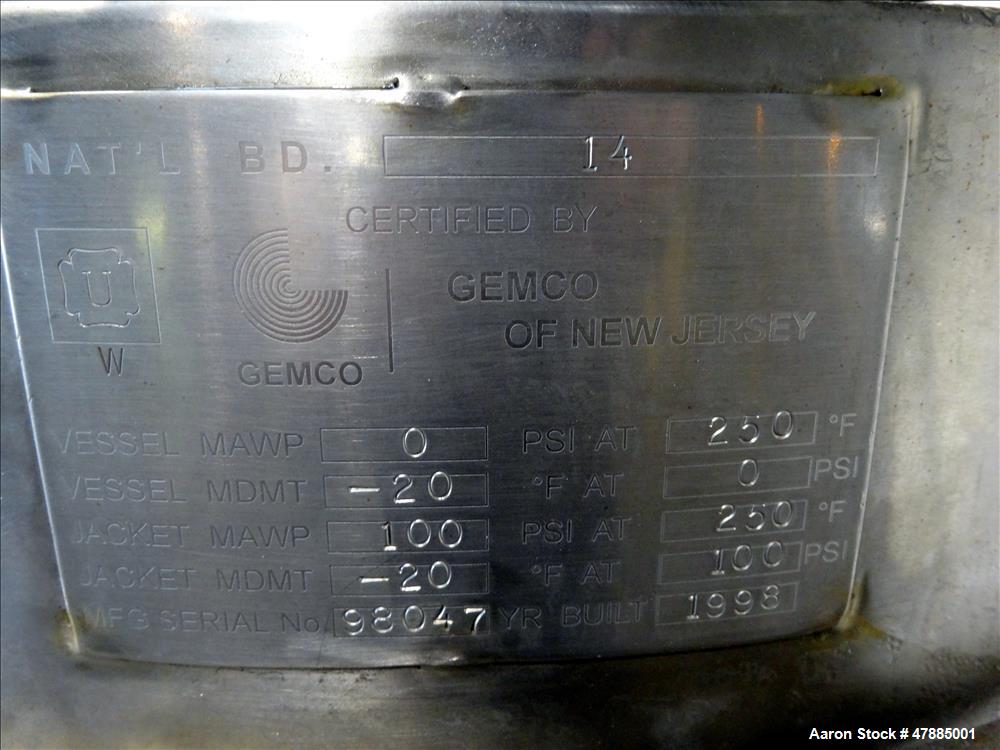 NAT'L BD. 14
CERTIFIED BY
U
W
GEMCO
GEMCO
OF NEW JERSEY
VESSEL MAWP 0 PSI AT 250 °F
VESSEL MDMT -20 °F AT 0 PSI
JACKET MAWP 100 PSI AT 250 °F
JACKET MDMT -20 °F AT 100 PSI
MFG SERIAL No. 98047 YR BUILT 1998
Aaron Stock # 47885001